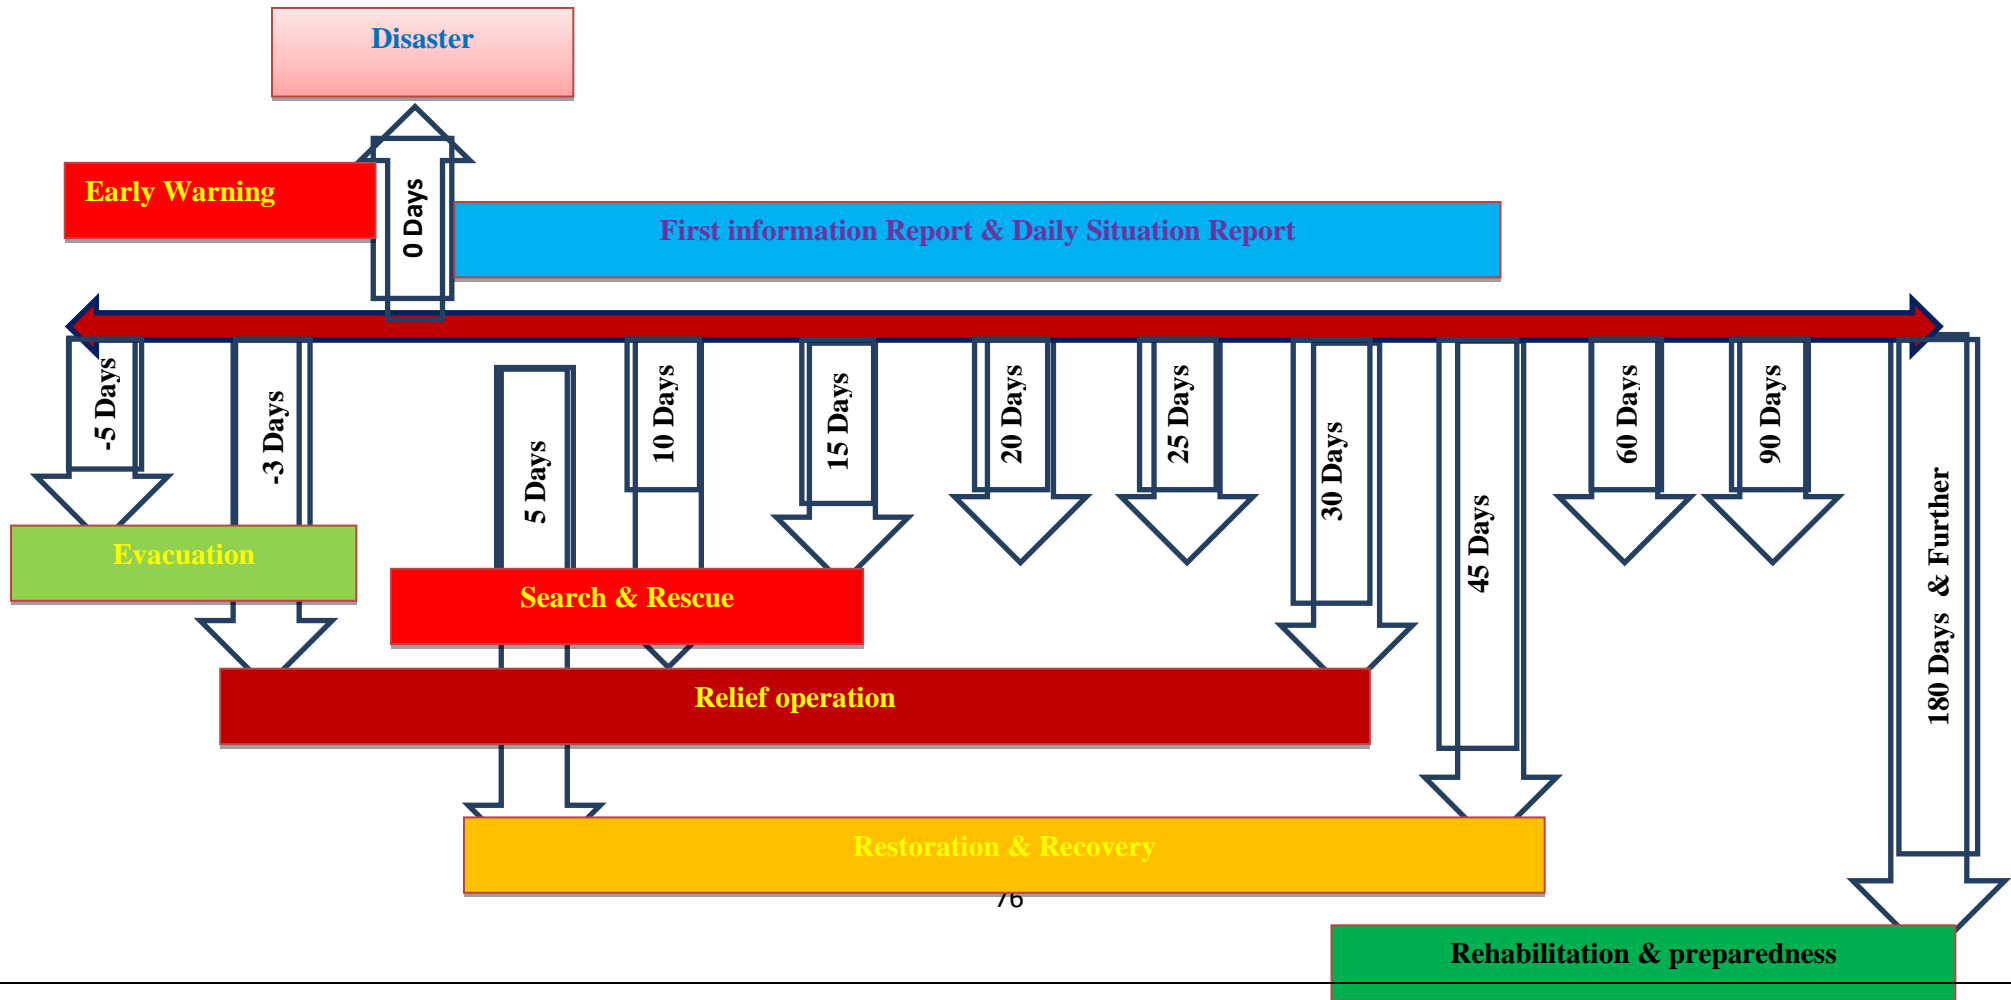 Disaster
Early Warning
0 Days
First information Report & Daily Situation Report
-5 Days
-3 Days
5 Days
10 Days
15 Days
20 Days
25 Days
30 Days
45 Days
60 Days
90 Days
180 Days & Further
Evacuation
Search & Rescue
Relief operation
Restoration & Recovery
76
Rehabilitation & preparedness